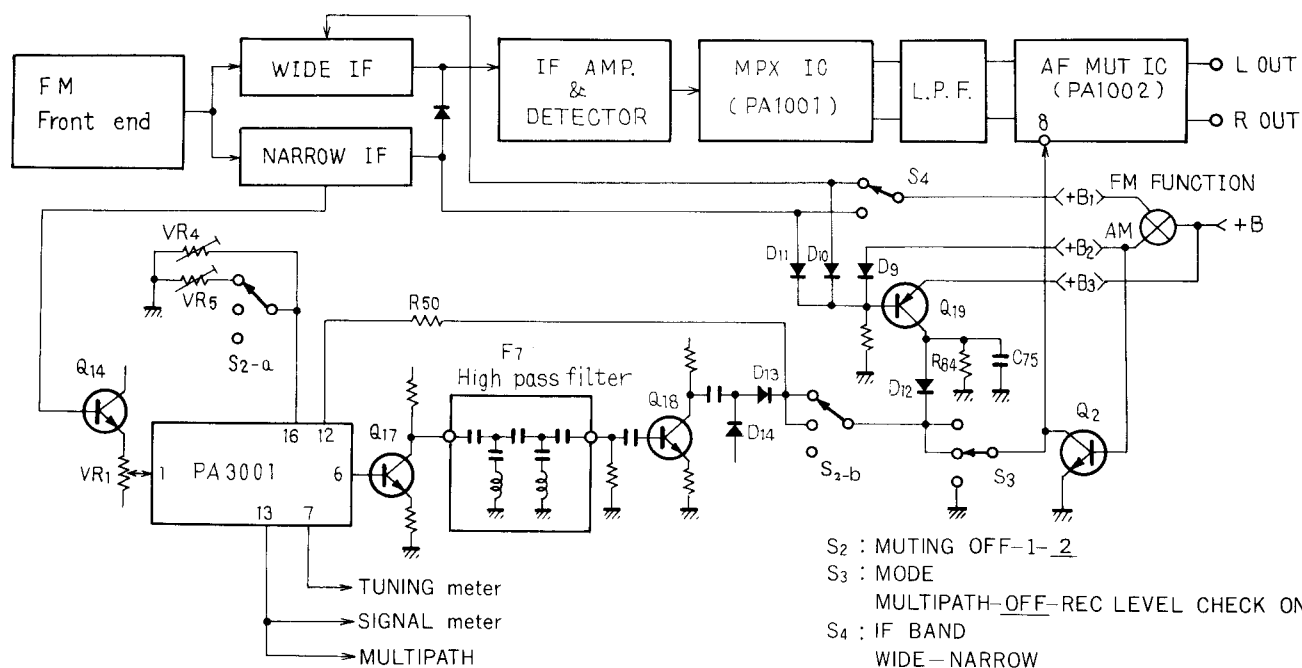 FM
Front end
WIDE IF
NARROW IF
IF AMP.
&
DETECTOR
MPX IC
(PA1001)
L.P.F.
AF MUT IC
(PA1002)
8
L OUT
R OUT
S4
FM FUNCTION
+B1
AM
+B
+B2
+B3
VR4
VR5
S2-a
R50
D11
D10
D9
Q19
F7
High pass filter
R84
C75
D12
Q14
Q18
D13
D14
Q2
16
12
Q17
VR1
1
PA3001
6
13
7
S2-b
S3
TUNING meter
SIGNAL meter
MULTIPATH
S2 : MUTING OFF-1-2
S3 : MODE
MULTIPATH-OFF-REC LEVEL CHECK ON
S4 : IF BAND
WIDE-NARROW